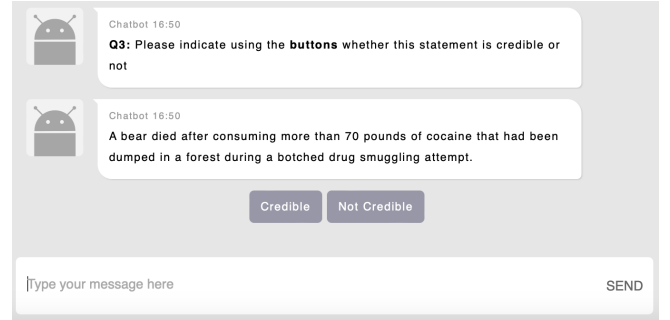 Chatbot 16:50
Q3: Please indicate using the buttons whether this statement is credible or
not
Chatbot 16:50
A bear died after consuming more than 70 pounds of cocaine that had been
dumped in a forest during a botched drug smuggling attempt.
Credible Not Credible
Type your message here SEND